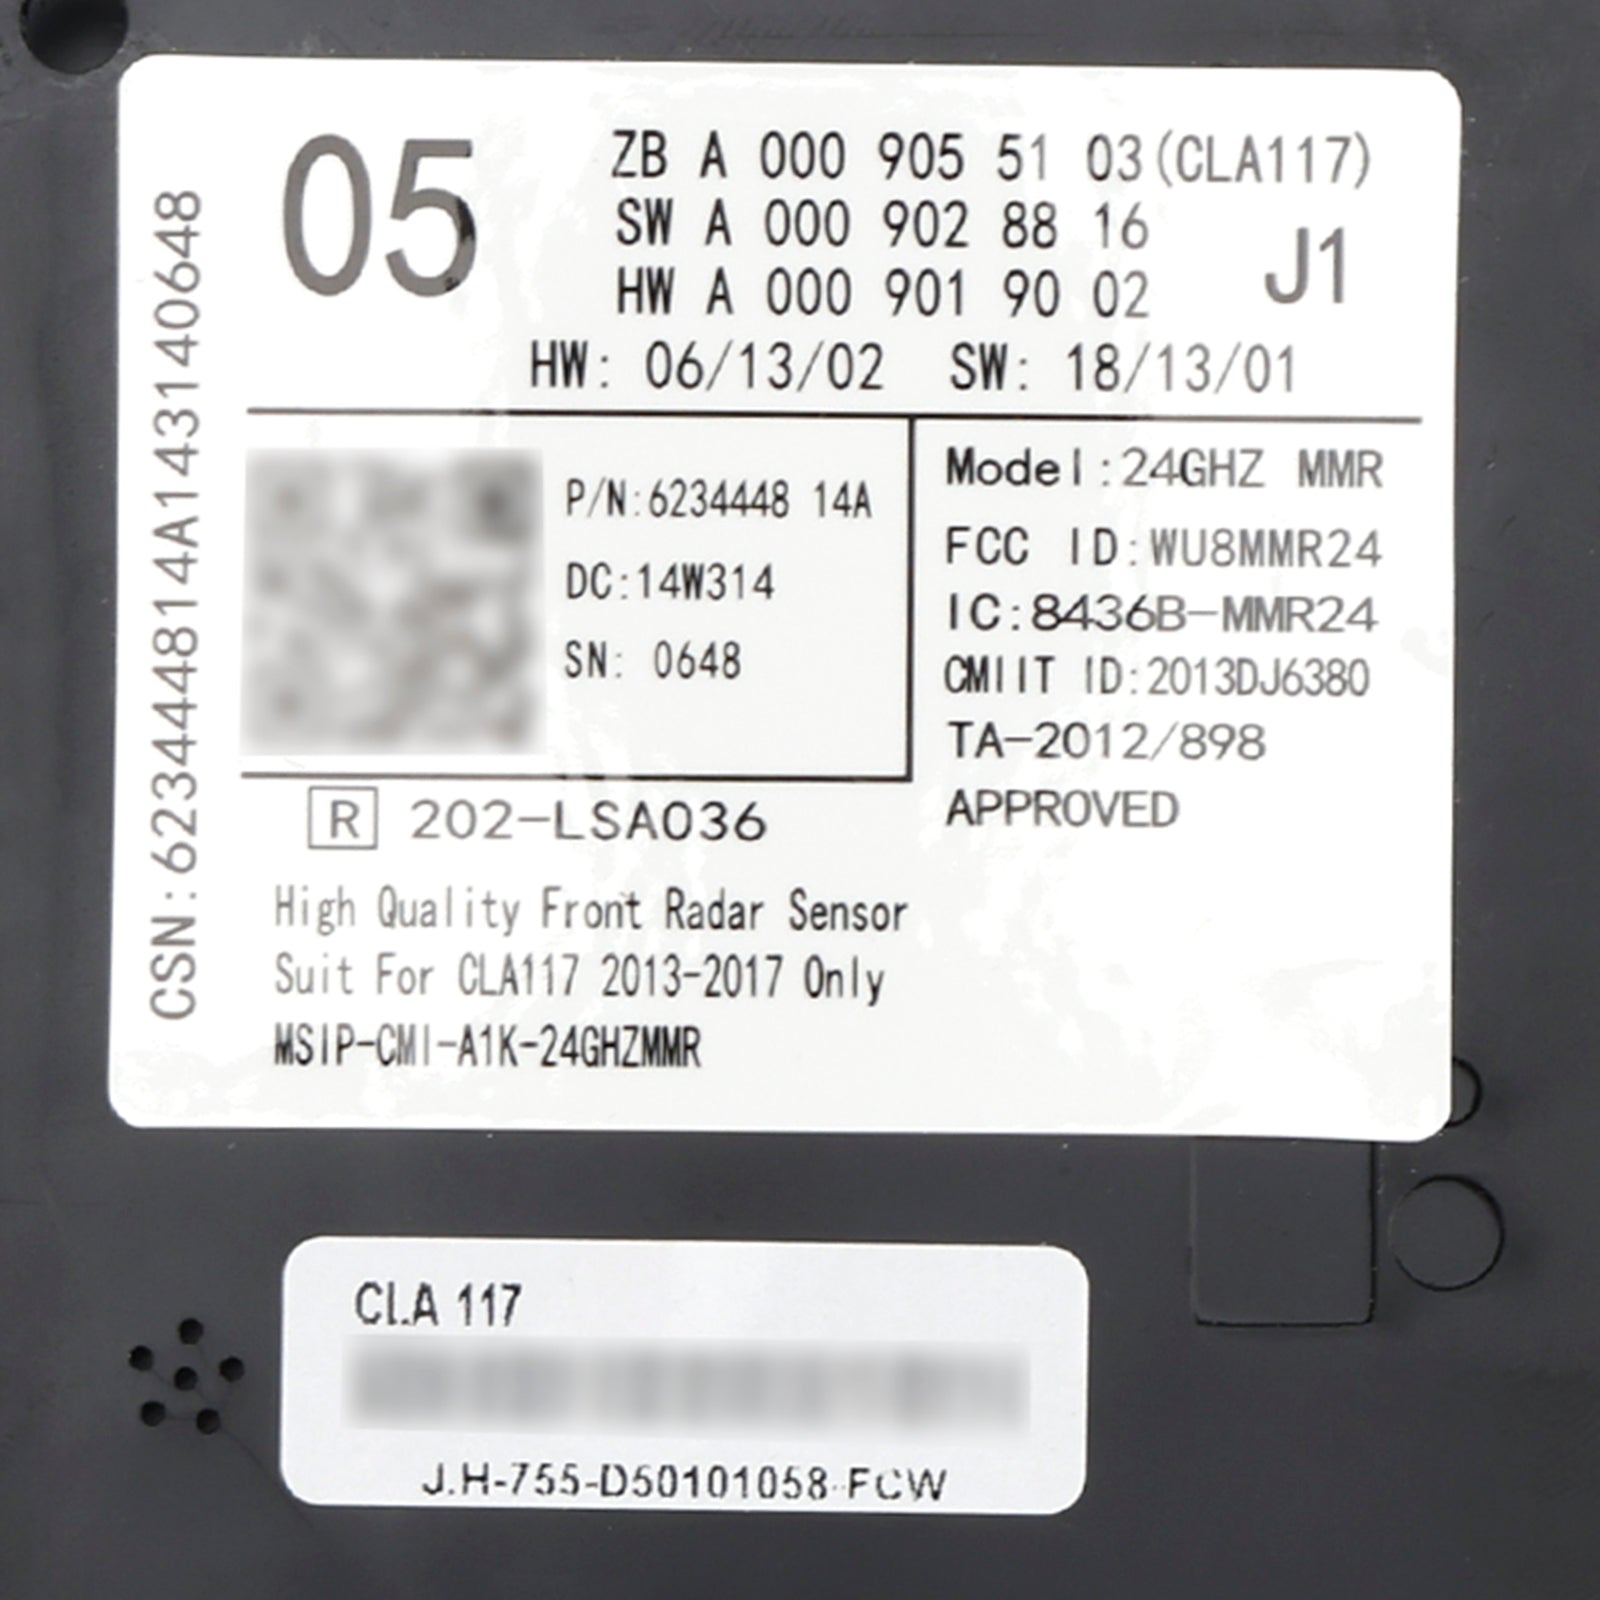 05
ZB A 000 905 51 03(CLA117)
SW A 000 902 88 16
HW A 000 901 90 02
J1
HW: 06/13/02 SW: 18/13/01
CSN:623444814A143140648
P/N:6234448 14A
DC:14W314
SN: 0648
Model:24GHZ MMR
FCC ID:WU8MMR24
IC:8436B-MMR24
CMIIT ID:2013DJ6380
TA-2012/898
APPROVED
R 202-LSA036
High Quality Front Radar Sensor
Suit For CLA117 2013-2017 Only
MSIP-CMI-A1K-24GHZMMR
CLA 117
J.H-755-D50101058-FCW